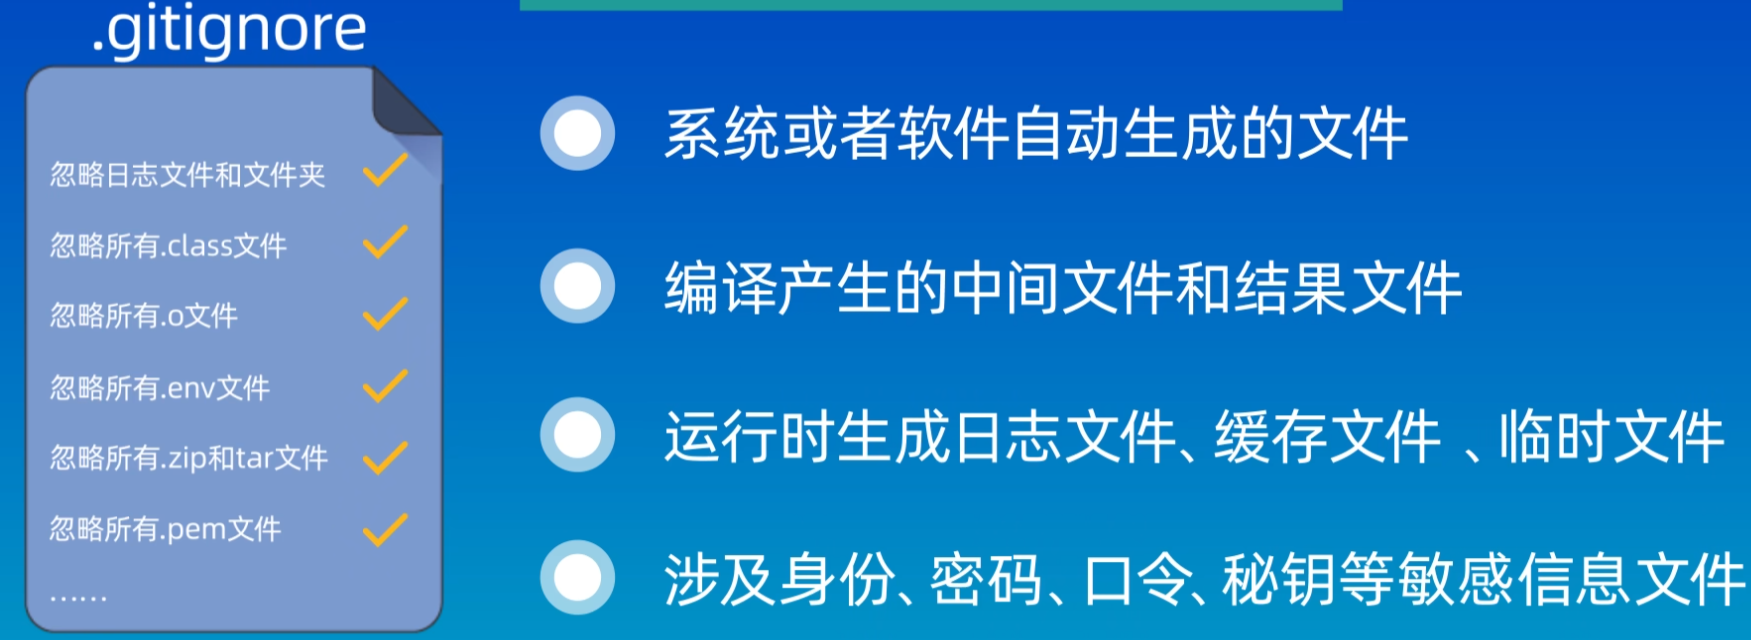 .gitignore
忽略日志文件和文件夹
忽略所有.class文件
忽略所有.o文件
忽略所有.env文件
忽略所有.zip和tar文件
忽略所有.pem文件
……
系统或者软件自动生成的文件
编译产生的中间文件和结果文件
运行时生成日志文件、缓存文件 、临时文件
涉及身份、密码、口令、秘钥等敏感信息文件